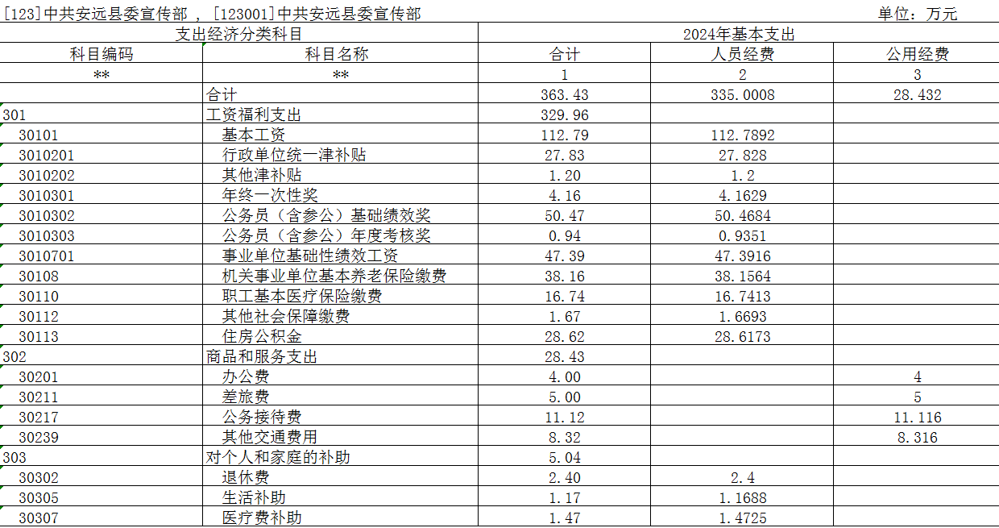 [123]中共安远县委宣传部 , [123001]中共安远县委宣传部 单位：万元
支出经济分类科目 2024年基本支出
科目编码 科目名称 合计 人员经费 公用经费
** ** 1 2 3
合计 363.43 335.0008 28.432
301 工资福利支出 329.96
30101 基本工资 112.79 112.7892
3010201 行政单位统一津补贴 27.83 27.828
3010202 其他津补贴 1.20 1.2
3010301 年终一次性奖 4.16 4.1629
3010302 公务员（含参公）基础绩效奖 50.47 50.4684
3010303 公务员（含参公）年度考核奖 0.94 0.9351
3010701 事业单位基础性绩效工资 47.39 47.3916
30108 机关事业单位基本养老保险缴费 38.16 38.1564
30110 职工基本医疗保险缴费 16.74 16.7413
30112 其他社会保障缴费 1.67 1.6693
30113 住房公积金 28.62 28.6173
302 商品和服务支出 28.43
30201 办公费 4.00 4
30211 差旅费 5.00 5
30217 公务接待费 11.12 11.116
30239 其他交通费用 8.32 8.316
303 对个人和家庭的补助 5.04
30302 退休费 2.40 2.4
30305 生活补助 1.17 1.1688
30307 医疗费补助 1.47 1.4725